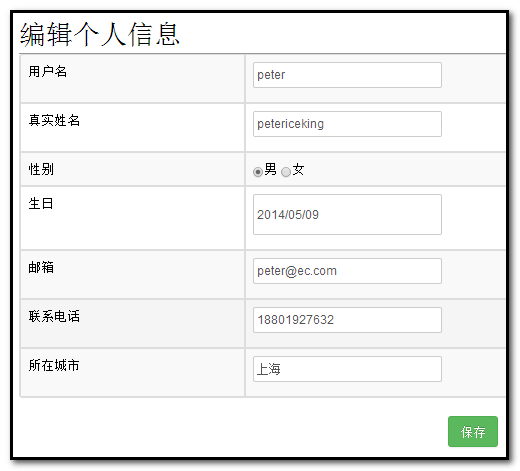 编辑个人信息
用户名 peter
真实姓名 petericeking
性别 男 女
生日 2014/05/09
邮箱 peter@ec.com
联系电话 18801927632
所在城市 上海
保存